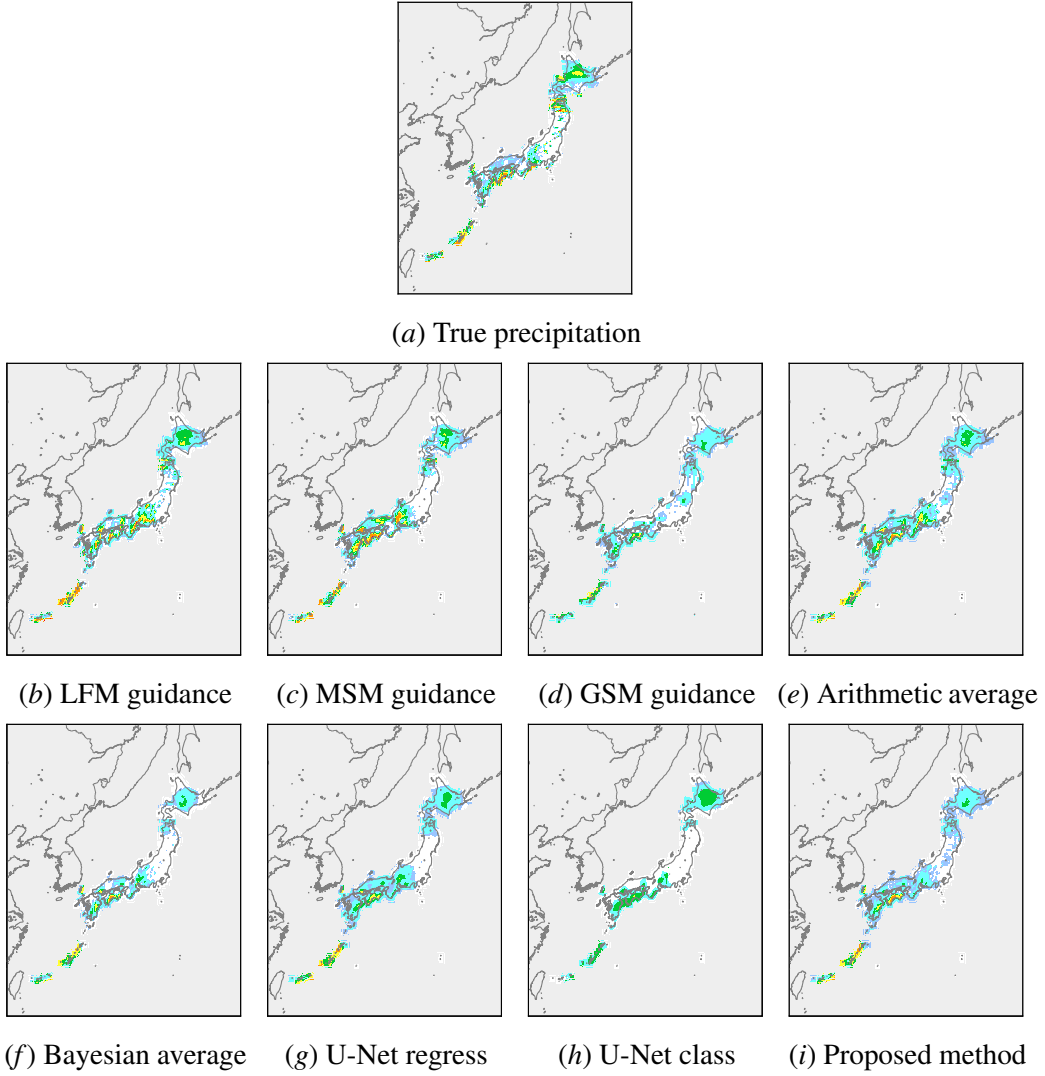 (a) True precipitation
(b) LFM guidance (c) MSM guidance (d) GSM guidance (e) Arithmetic average
(f) Bayesian average (g) U-Net regress (h) U-Net class (i) Proposed method